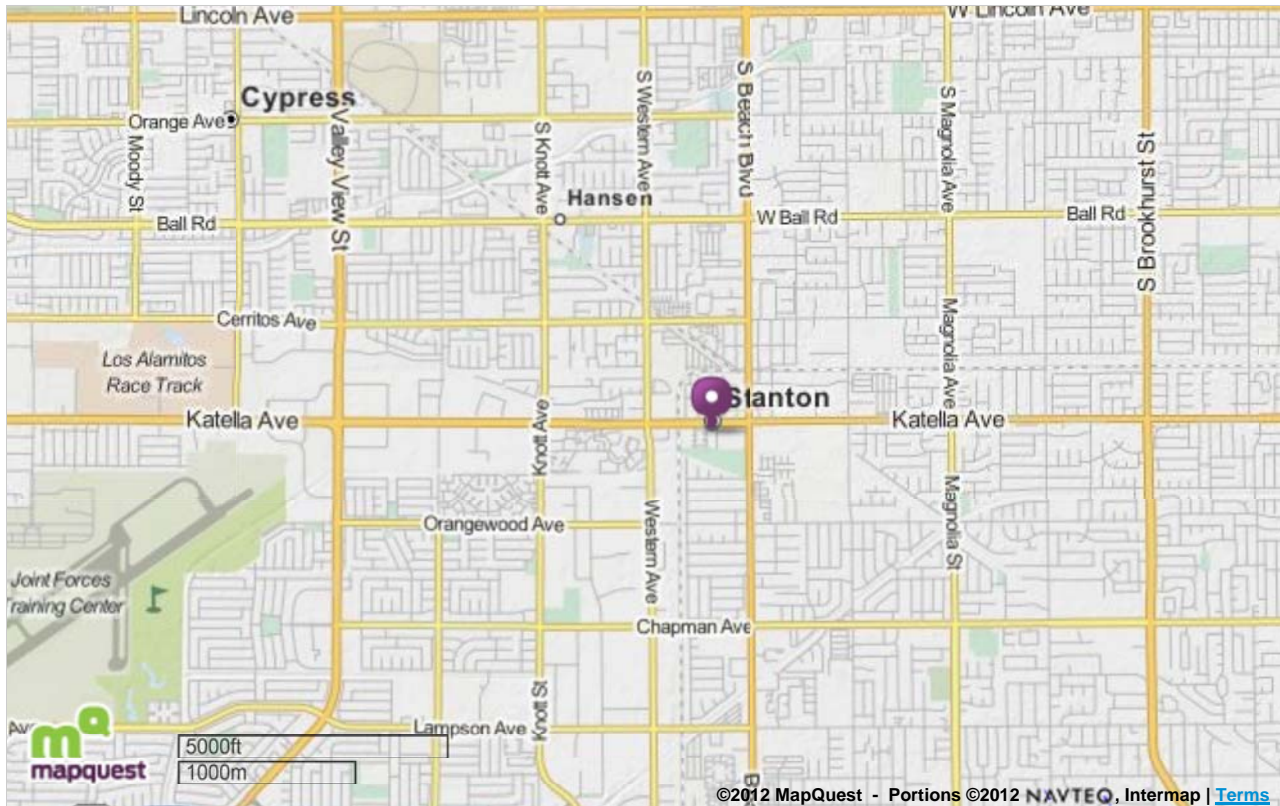 Lincoln Ave
W Lincoln Ave
Cypress
Orange Ave
Moody St
Valley View St
S Knott Ave
S Western Ave
S Beach Blvd
S Magnolia Ave
S Brookhurst St
Hansen
Ball Rd
W Ball Rd
Ball Rd
Cerritos Ave
Magnolia Ave
Los Alamitos
Race Track
Stanton
Katella Ave
Katella Ave
Knott Ave
Western Ave
Magnolia St
Orangewood Ave
Joint Forces
Training Center
Chapman Ave
Knott St
Lampson Ave
Av
mq
mapquest
5000ft
1000m
©2012 MapQuest - Portions ©2012 NAVTEQ, Intermap | Terms